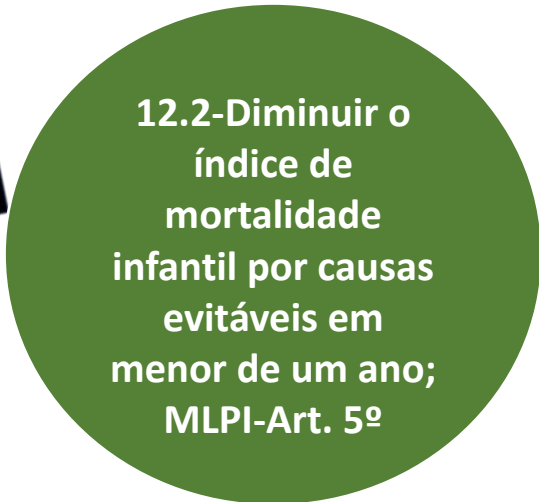 12.2-Diminuir o
índice de
mortalidade
infantil por causas
evitáveis em
menor de um ano;
MLPI-Art. 5º